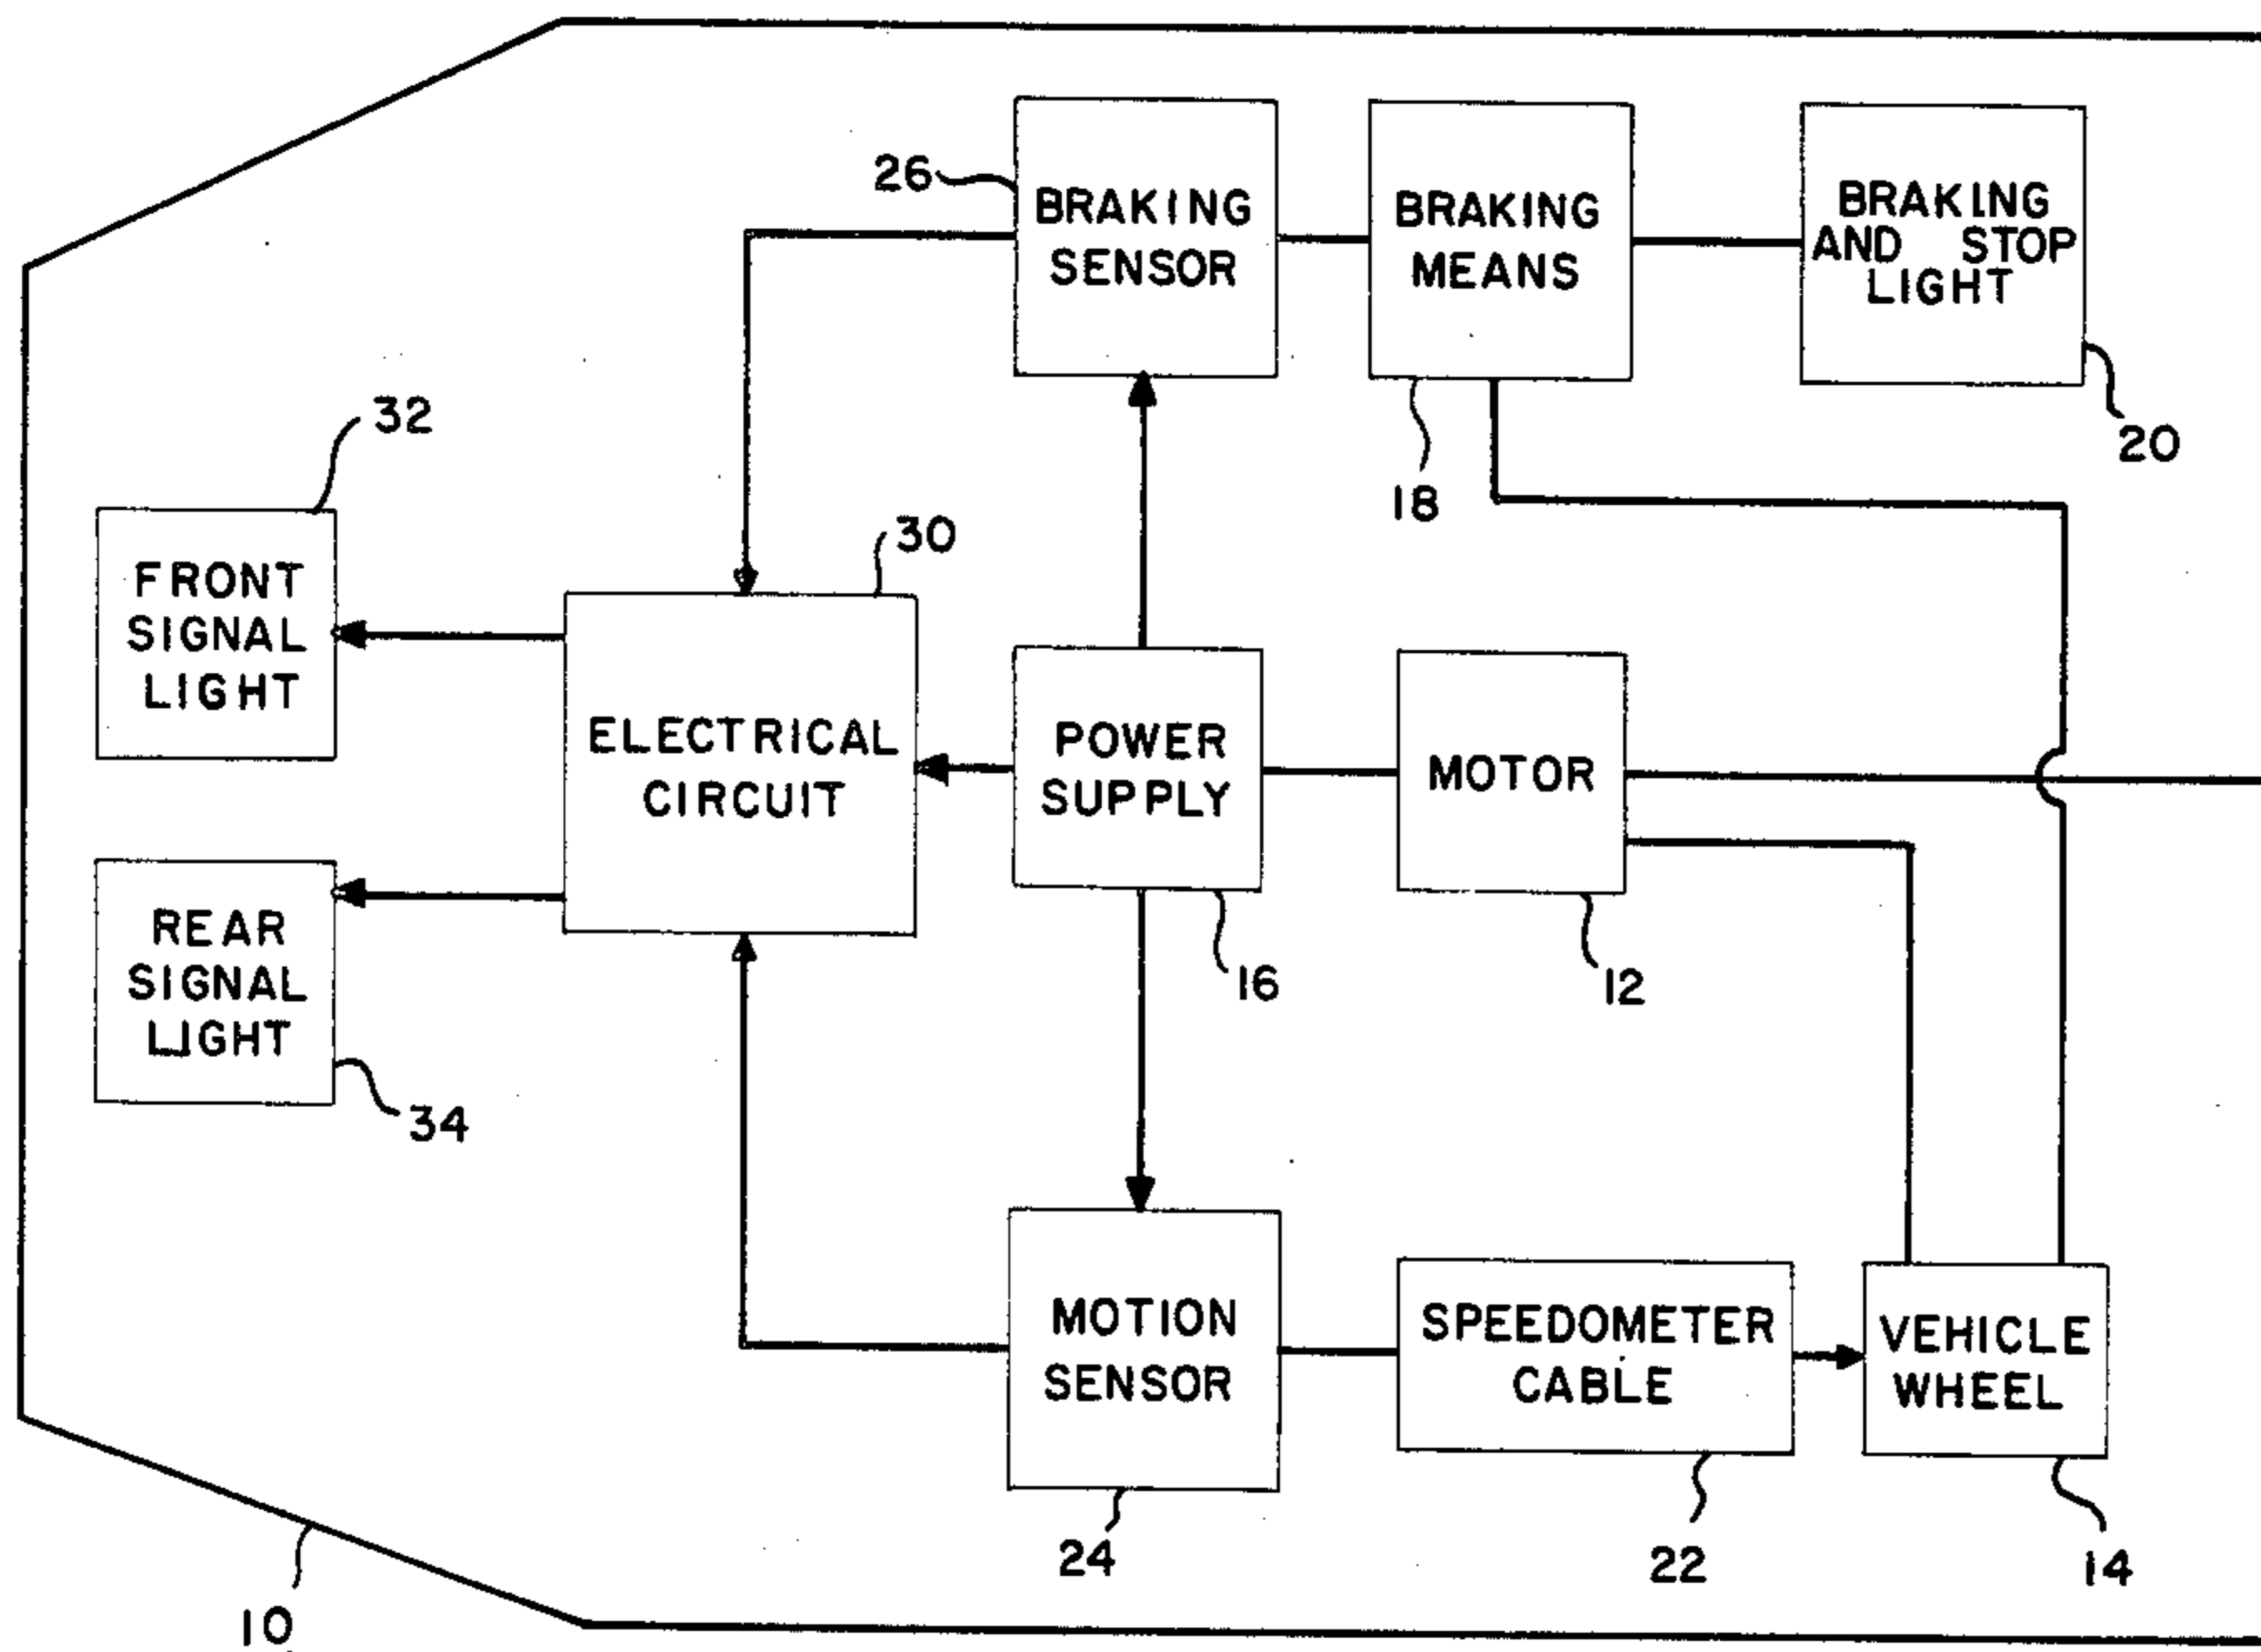 26
BRAKING
SENSOR
BRAKING
MEANS
BRAKING
AND STOP
LIGHT
20
18
32
30
FRONT
SIGNAL
LIGHT
ELECTRICAL
CIRCUIT
POWER
SUPPLY
MOTOR
16
12
REAR
SIGNAL
LIGHT
34
MOTION
SENSOR
SPEEDOMETER
CABLE
VEHICLE
WHEEL
24
22
14
10